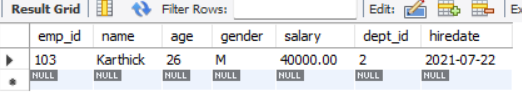 Result Grid Filter Rows: Edit: Ex
emp_id name age gender salary dept_id hiredate
103 Karthick 26 M 40000.00 2 2021-07-22
NULL NULL NULL NULL NULL NULL NULL